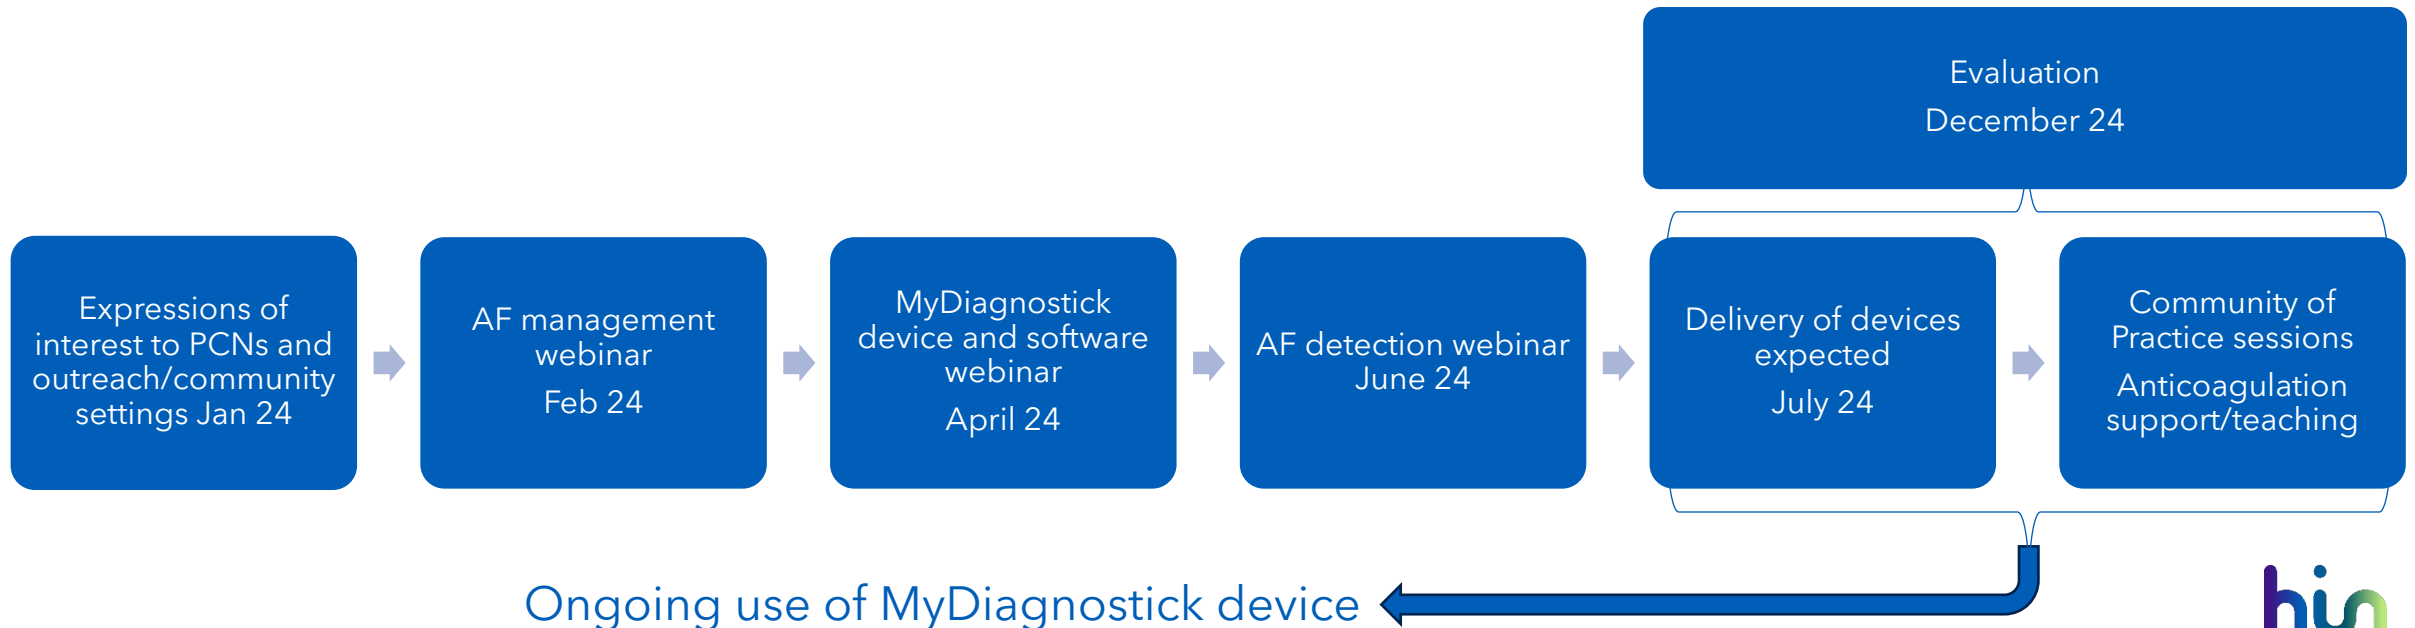 Evaluation
December 24
Expressions of
interest to PCNs and
outreach/community
settings Jan 24
AF management
webinar
Feb 24
MyDiagnostick
device and software
webinar
April 24
AF detection webinar
June 24
Delivery of devices
expected
July 24
Community of
Practice sessions
Anticoagulation
support/teaching
Ongoing use of MyDiagnostick device
hin